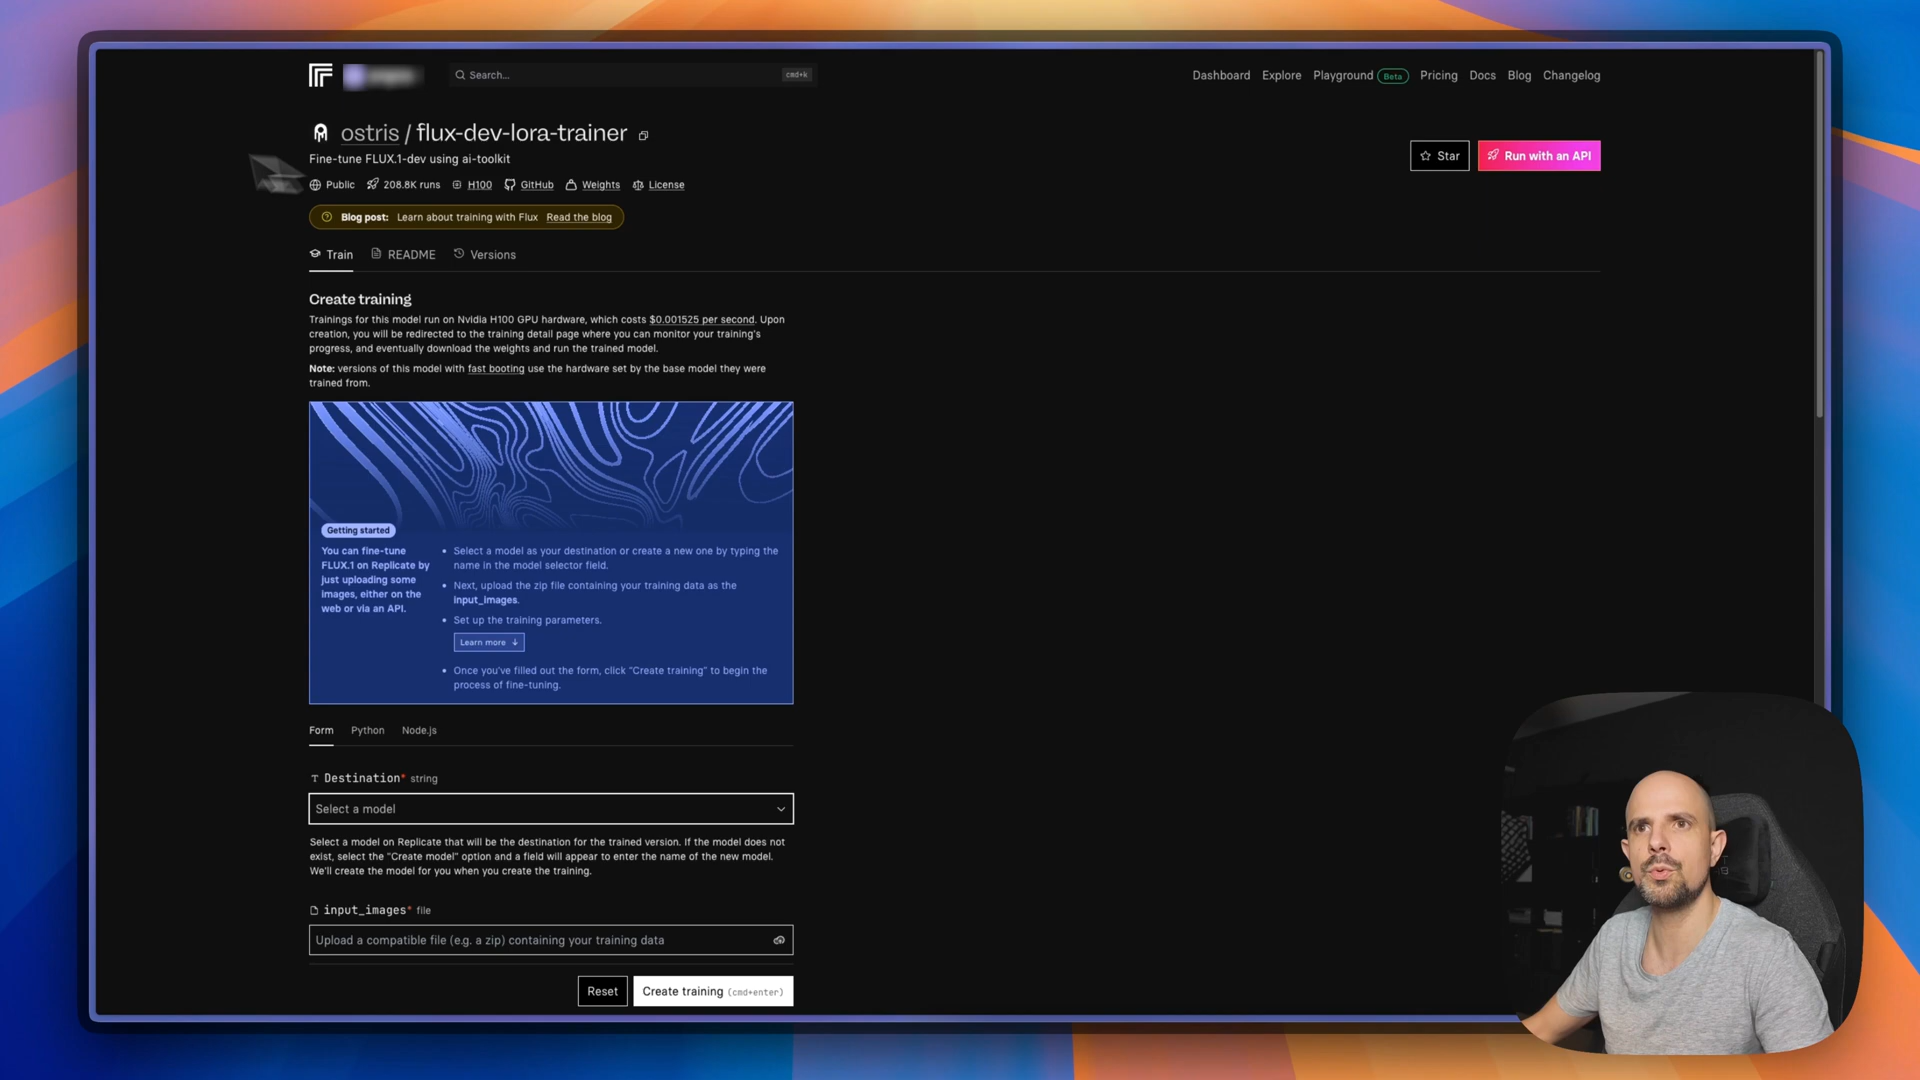 Search... cmd+k Dashboard Explore Playground Beta Pricing Docs Blog Changelog
ostris / flux-dev-lora-trainer
Fine-tune FLUX.1-dev using ai-toolkit
Star Run with an API
Public 208.8K runs H100 GitHub Weights License
Blog post: Learn about training with Flux Read the blog
Train README Versions
Create training
Trainings for this model run on Nvidia H100 GPU hardware, which costs $0.001525 per second. Upon
creation, you will be redirected to the training detail page where you can monitor your training's
progress, and eventually download the weights and run the trained model.
Note: versions of this model with fast booting use the hardware set by the base model they were
trained from.
Getting started
You can fine-tune
FLUX.1 on Replicate by
just uploading some
images, either on the
web or via an API.
• Select a model as your destination or create a new one by typing the
name in the model selector field.
• Next, upload the zip file containing your training data as the
input_images.
• Set up the training parameters.
Learn more ↓
• Once you've filled out the form, click "Create training" to begin the
process of fine-tuning.
Form Python Node.js
Destination* string
Select a model
Select a model on Replicate that will be the destination for the trained version. If the model does not
exist, select the "Create model" option and a field will appear to enter the name of the new model.
We'll create the model for you when you create the training.
input_images* file
Upload a compatible file (e.g. a zip) containing your training data
Reset Create training (cmd+enter)